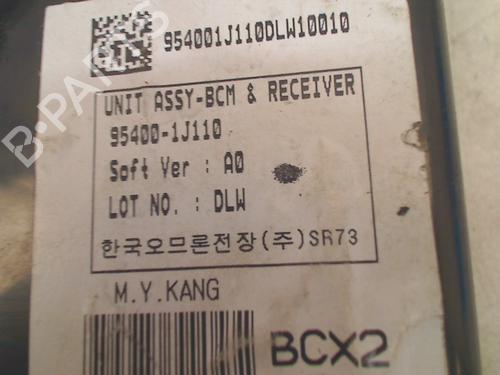 954001J110DLW10010
UNIT ASSY-BCM & RECEIVER
95400-1J110
Soft Ver : A0
LOT NO. : DLW
한국오므론전장(주)SR73
M.Y.KANG
BCX2
B-PARTS